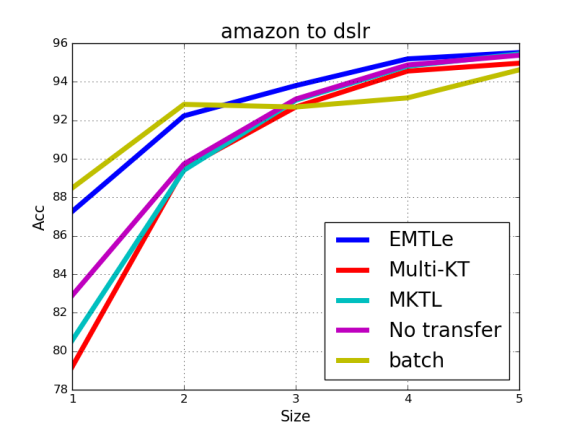 amazon to dslr
96
94
92
90
88
86
84
82
80
78
Acc
EMTLe
Multi-KT
MKTL
No transfer
batch
1
2
3
4
5
Size